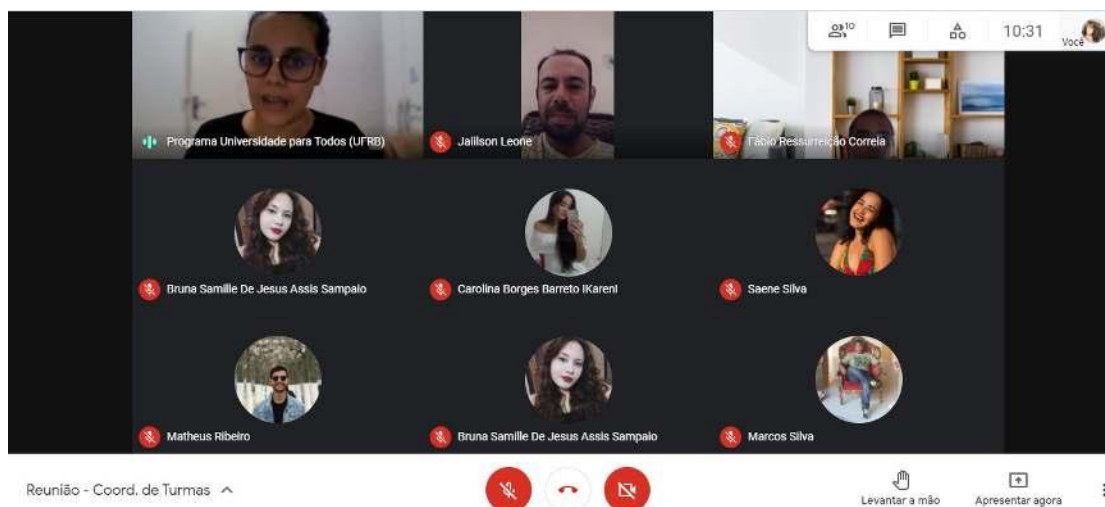 10
10:31
Você
Programa Universidade para Todos (UFRB)
Jailison Leone
Fábio Ressurreição Correia
Bruna Samille De Jesus Assis Sampaio
Carolina Borges Barreto (Karen)
Saene Silva
Matheus Ribeiro
Bruna Samille De Jesus Assis Sampaio
Marcos Silva
Reunião - Coord. de Turmas
Levantar a mão
Apresentar agora